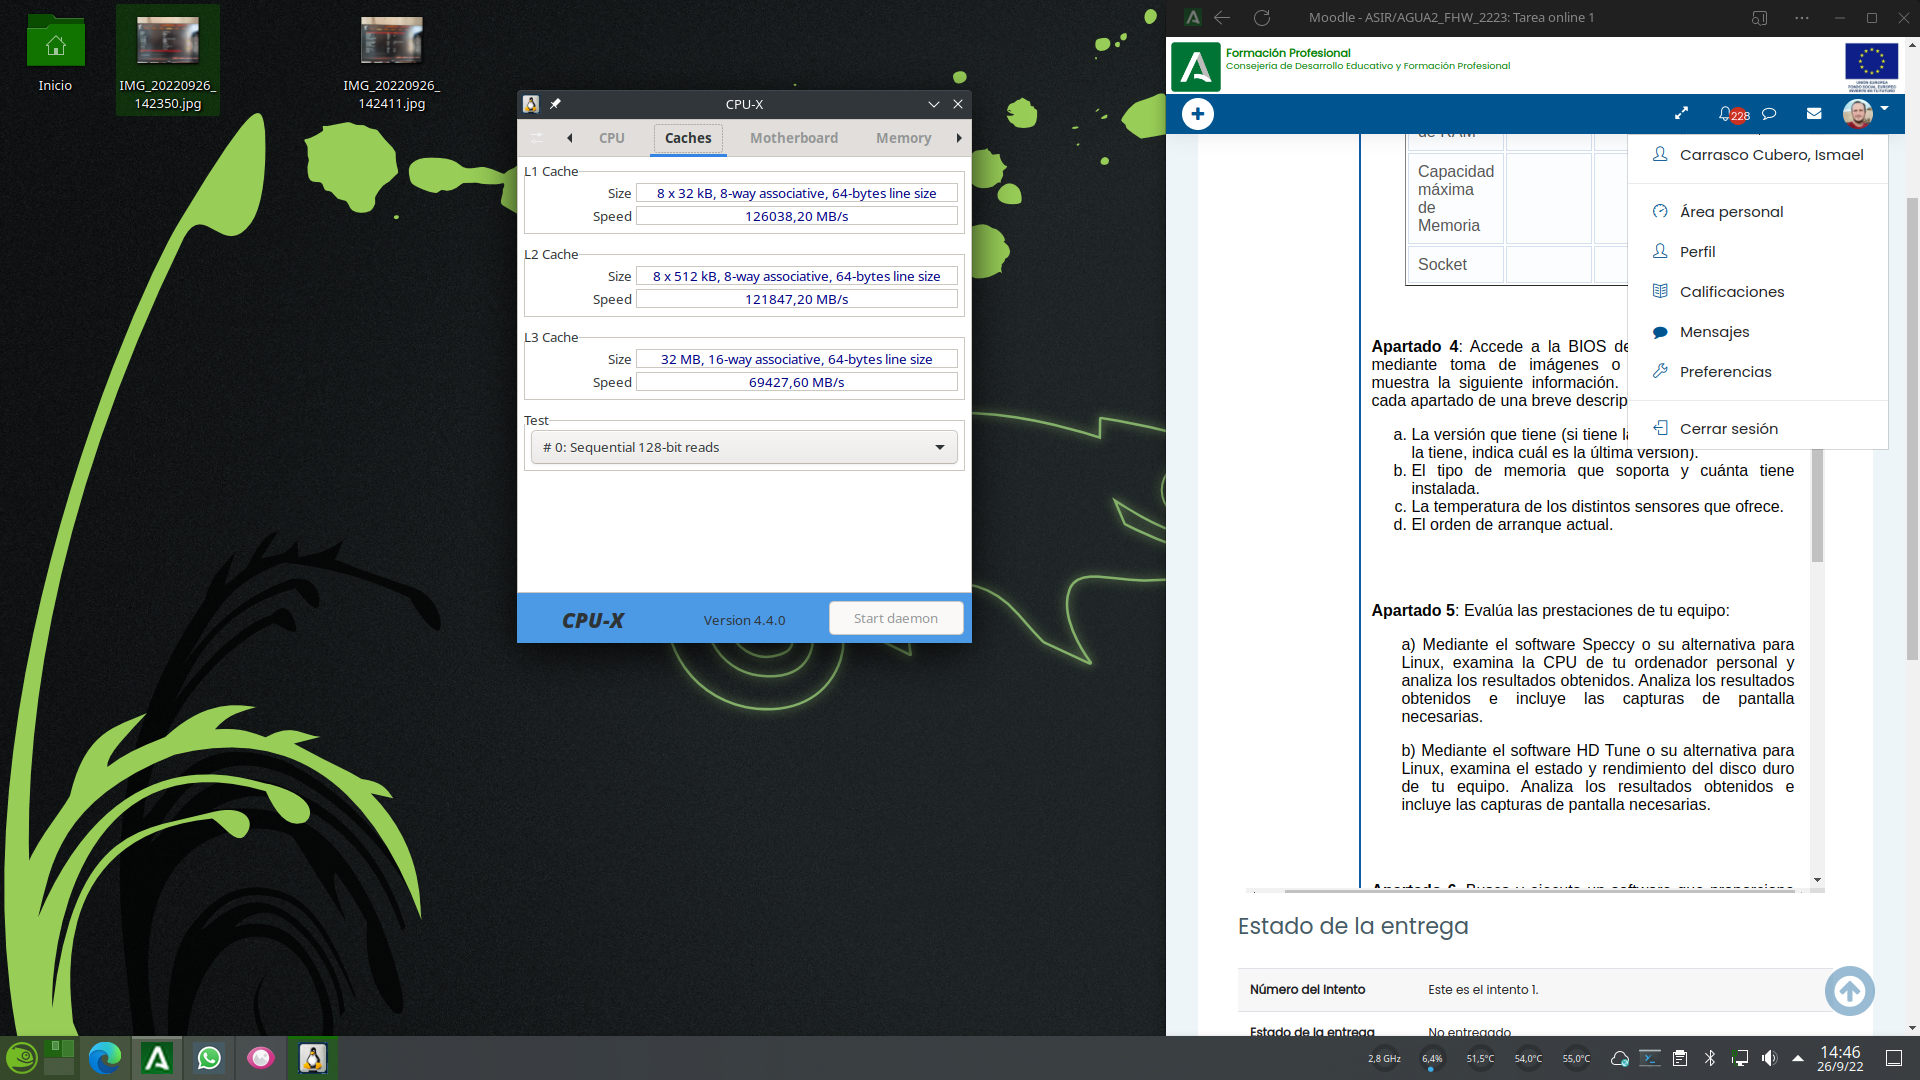 Inicio
IMG_20220926_
142350.jpg
IMG_20220926_
142411.jpg
CPU-X
CPU
Caches
Motherboard
Memory
L1 Cache
Size
8 x 32 kB, 8-way associative, 64-bytes line size
Speed
126038,20 MB/s
L2 Cache
Size
8 x 512 kB, 8-way associative, 64-bytes line size
Speed
121847,20 MB/s
L3 Cache
Size
32 MB, 16-way associative, 64-bytes line size
Speed
69427,60 MB/s
Test
# 0: Sequential 128-bit reads
CPU-X
Version 4.4.0
Start daemon
Moodle - ASIR/AGUA2_FHW_2223: Tarea online 1
Formación Profesional
Consejería de Desarrollo Educativo y Formación Profesional
228
de RAM
Capacidad
máxima
de
Memoria
Socket
Carrasco Cubero, Ismael
Área personal
Perfil
Calificaciones
Mensajes
Preferencias
Cerrar sesión
Apartado 4: Accede a la BIOS de
mediante toma de imágenes o
muestra la siguiente información.
cada apartado de una breve descrip
a. La versión que tiene (si tiene l
la tiene, indica cuál es la última versión).
b. El tipo de memoria que soporta y cuánta tiene
instalada.
c. La temperatura de los distintos sensores que ofrece.
d. El orden de arranque actual.
Apartado 5: Evalúa las prestaciones de tu equipo:
a) Mediante el software Speccy o su alternativa para
Linux, examina la CPU de tu ordenador personal y
analiza los resultados obtenidos. Analiza los resultados
obtenidos e incluye las capturas de pantalla
necesarias.
b) Mediante el software HD Tune o su alternativa para
Linux, examina el estado y rendimiento del disco duro
de tu equipo. Analiza los resultados obtenidos e
incluye las capturas de pantalla necesarias.
Estado de la entrega
Número del intento
Este es el intento 1.
Estado de la entrega
No entregado
2,8 GHz
6,4%
51,5°C
54,0°C
55,0°C
14:46
26/9/22